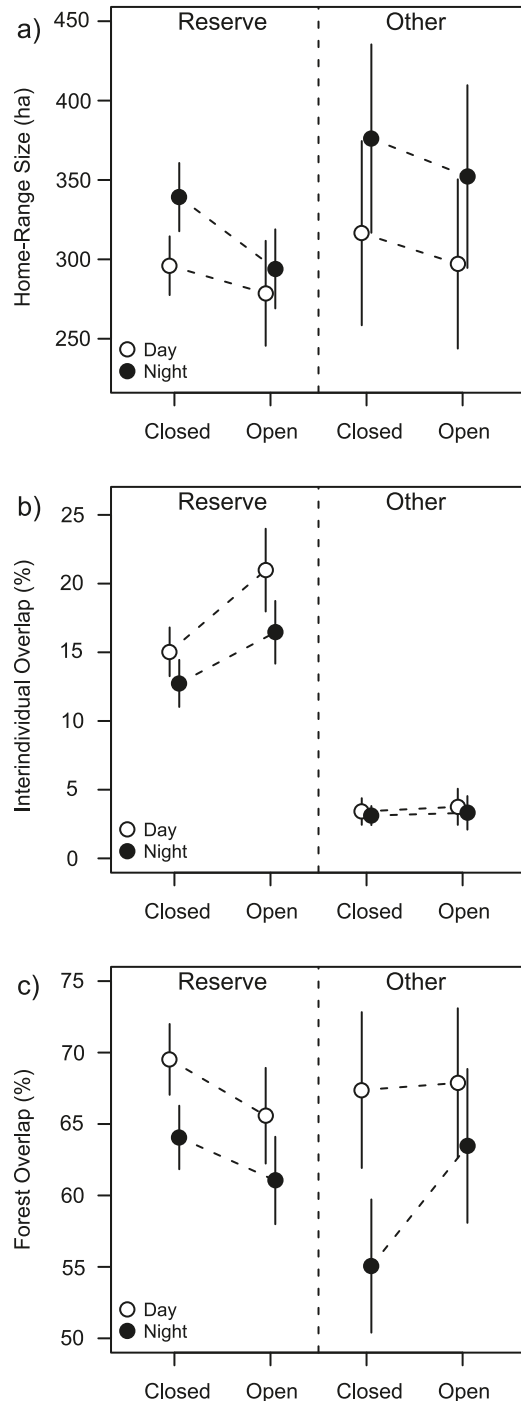 a)
Reserve
Other
Home-Range Size (ha)
450
400
350
300
250
Day
Night
Closed
Open
Closed
Open
b)
Reserve
Other
Interindividual Overlap (%)
25
20
15
10
5
0
Day
Night
Closed
Open
Closed
Open
c)
Reserve
Other
Forest Overlap (%)
75
70
65
60
55
50
Day
Night
Closed
Open
Closed
Open